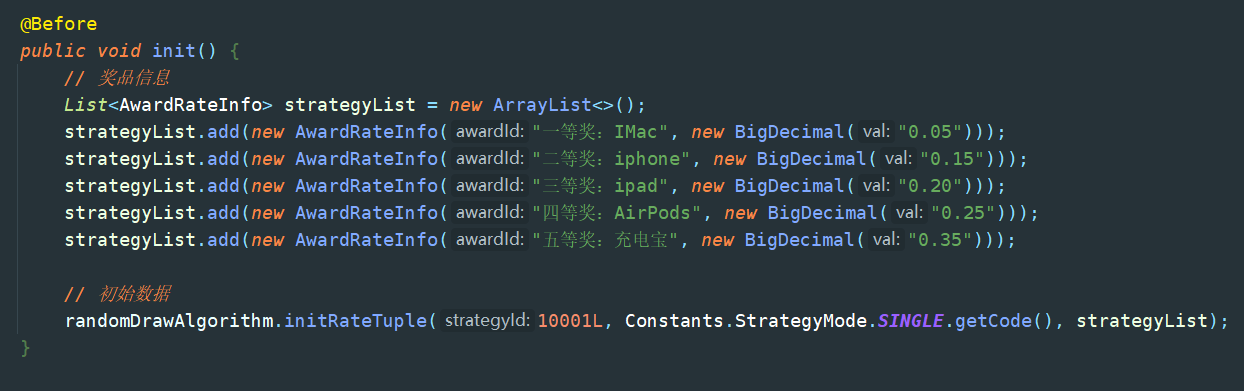 @Before
public void init() {
// 奖品信息
List<AwardRateInfo> strategyList = new ArrayList<>();
strategyList.add(new AwardRateInfo( awardId: "一等奖: IMac", new BigDecimal( val: "0.05")));
strategyList.add(new AwardRateInfo( awardId: "二等奖: iphone", new BigDecimal( val: "0.15")));
strategyList.add(new AwardRateInfo( awardId: "三等奖: ipad", new BigDecimal( val: "0.20")));
strategyList.add(new AwardRateInfo( awardId: "四等奖: AirPods", new BigDecimal( val: "0.25")));
strategyList.add(new AwardRateInfo( awardId: "五等奖: 充电宝", new BigDecimal( val: "0.35")));
// 初始数据
randomDrawAlgorithm.initRateTuple( strategyId: 10001L, Constants.StrategyMode.SINGLE.getCode(), strategyList);
}